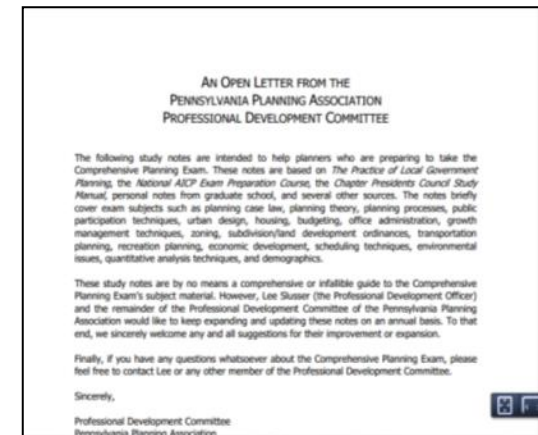 AN OPEN LETTER FROM THE
PENNSYLVANIA PLANNING ASSOCIATION
PROFESSIONAL DEVELOPMENT COMMITTEE
The following study notes are intended to help planners who are preparing to take the
Comprehensive Planning Exam. These notes are based on The Practice of Local Government
Planning, the National AICP Exam Preparation Course, the Chapter Presidents Council Study
Manual, personal notes from graduate school, and several other sources. The notes briefly
cover exam subjects such as planning case law, planning theory, planning processes, public
participation techniques, urban design, housing, budgeting, office administration, growth
management techniques, zoning, subdivision/land development ordinances, transportation
planning, recreation planning, economic development, scheduling techniques, environmental
issues, quantitative analysis techniques, and demographics.
These study notes are by no means a comprehensive or infallible guide to the Comprehensive
Planning Exam's subject material. However, Lee Slusser (the Professional Development Officer)
and the remainder of the Professional Development Committee of the Pennsylvania Planning
Association would like to keep expanding and updating these notes on an annual basis. To that
end, we sincerely welcome any and all suggestions for their improvement or expansion.
Finally, if you have any questions whatsoever about the Comprehensive Planning Exam, please
feel free to contact Lee or any other member of the Professional Development Committee.
Sincerely,
Professional Development Committee
Pennsylvania Planning Association